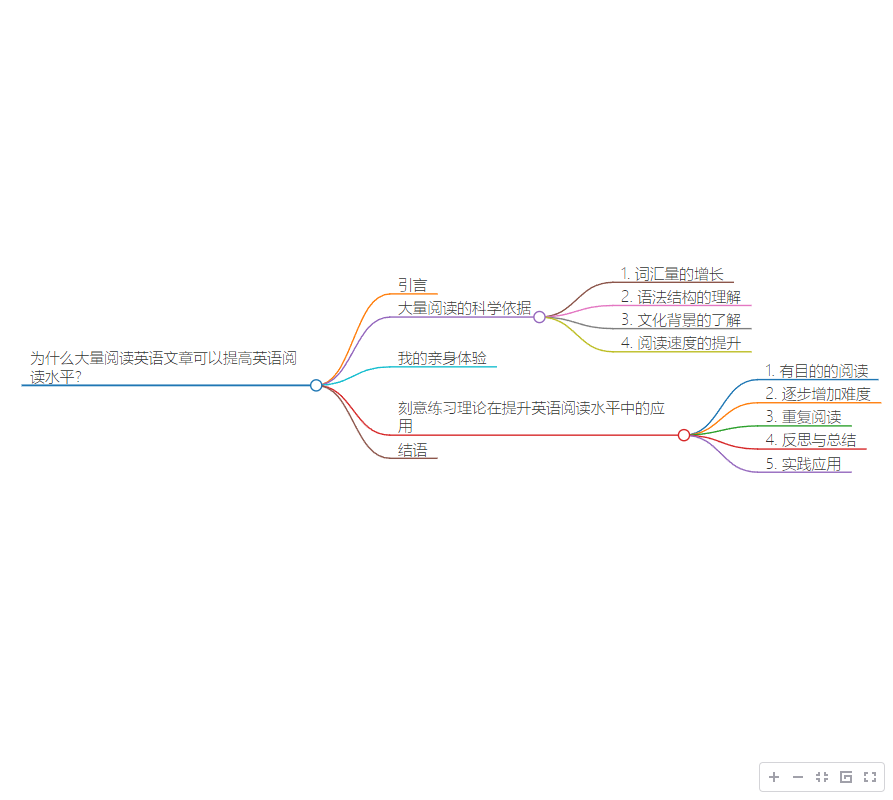 为什么大量阅读英语文章可以提高英语阅
读水平?
引言
大量阅读的科学依据
1. 词汇量的增长
2. 语法结构的理解
3. 文化背景的了解
4. 阅读速度的提升
我的亲身体验
刻意练习理论在提升英语阅读水平中的应
用
1. 有目的的阅读
2. 逐步增加难度
3. 重复阅读
4. 反思与总结
5. 实践应用
结语